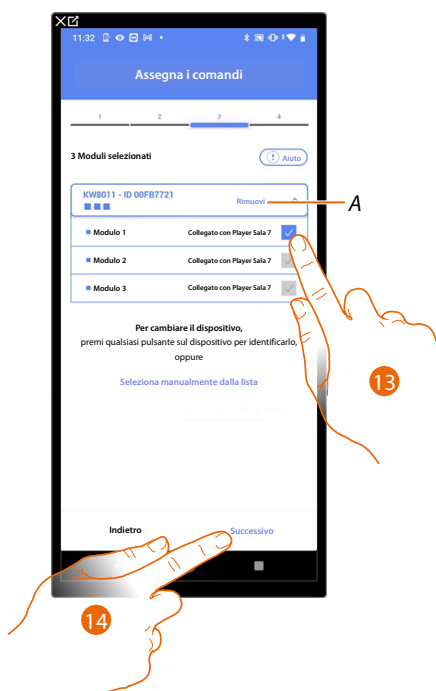 11:32
Assegna i comandi
1 2 3 4
3 Moduli selezionati
Aiuto
KW8011 - ID 00FB7721
Rimuovi
A
Modulo 1 Collegato con Player Sala 7
Modulo 2 Collegato con Player Sala 7
Modulo 3 Collegato con Player Sala 7
Per cambiare il dispositivo,
premi qualsiasi pulsante sul dispositivo per identificarlo,
oppure
Seleziona manualmente dalla lista
13
Indietro Successivo
14